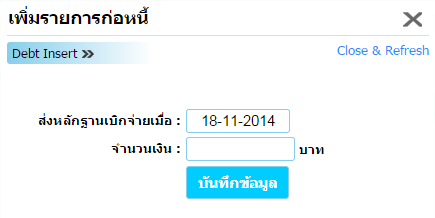 เพิ่มรายการก่อหนี้
Debt Insert »
Close & Refresh
ส่งหลักฐานเบิกจ่ายเมื่อ : 18-11-2014
จำนวนเงิน : บาท
บันทึกข้อมูล